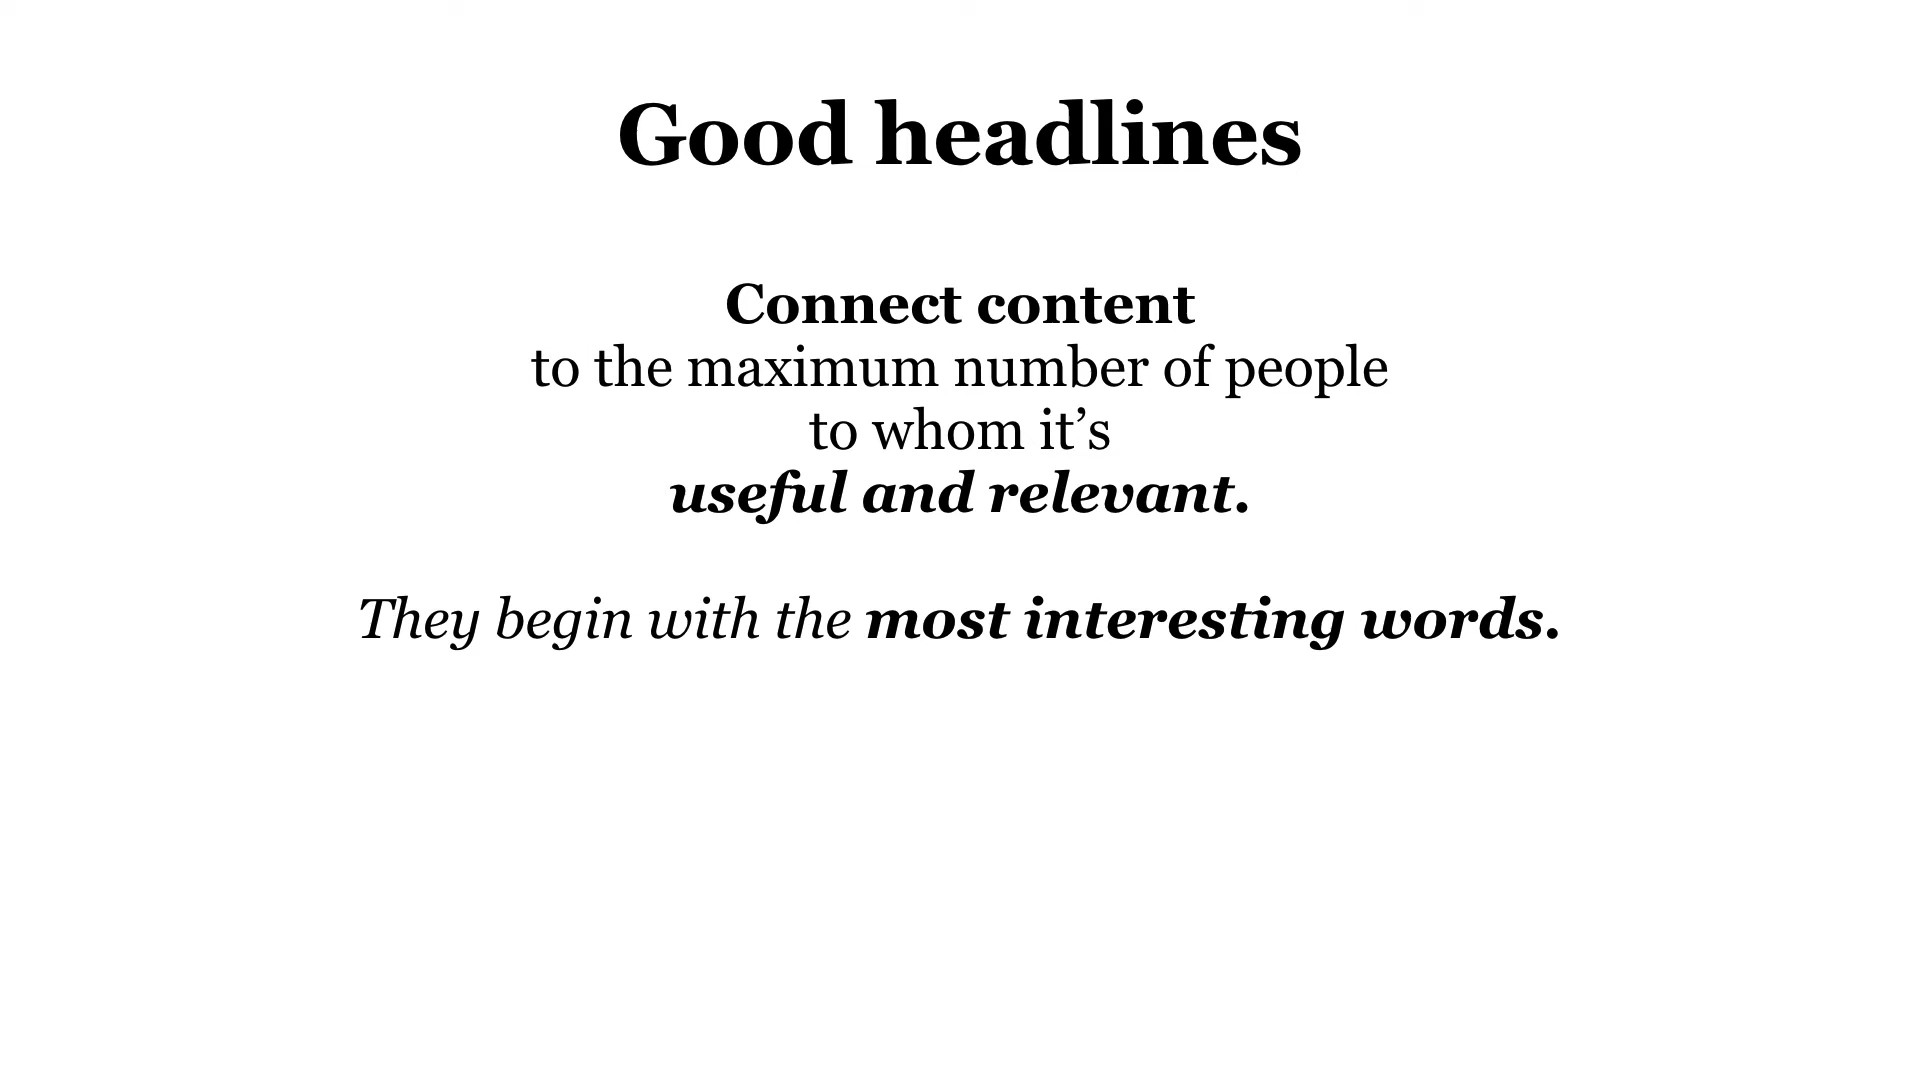 Good headlines
Connect content
to the maximum number of people
to whom it’s
useful and relevant.
They begin with the most interesting words.